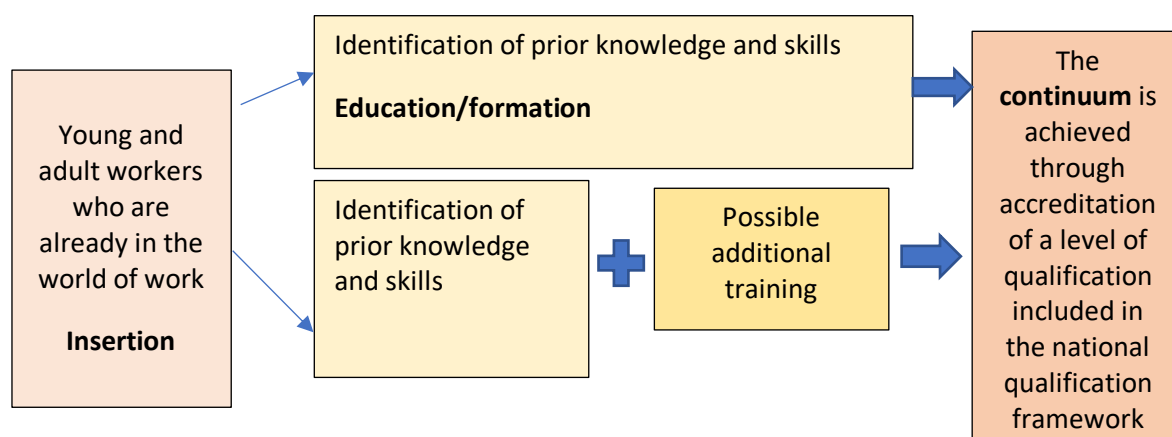 Young and
adult workers
who are
already in the
world of work
Insertion
Identification of prior knowledge and skills
Education/formation
Identification of
prior knowledge
and skills
Possible
additional
training
The
continuum is
achieved
through
accreditation
of a level of
qualification
included in
the national
qualification
framework